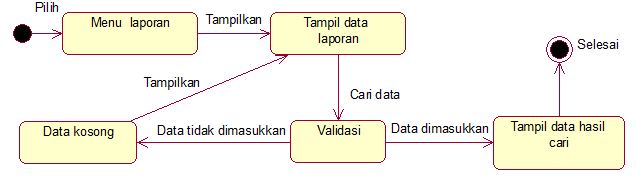 Pilih
Menu laporan
Tampilkan
Tampil data
laporan
Selesai
Tampilkan
Cari data
Data kosong
Data tidak dimasukkan
Validasi
Data dimasukkan
Tampil data hasil
cari